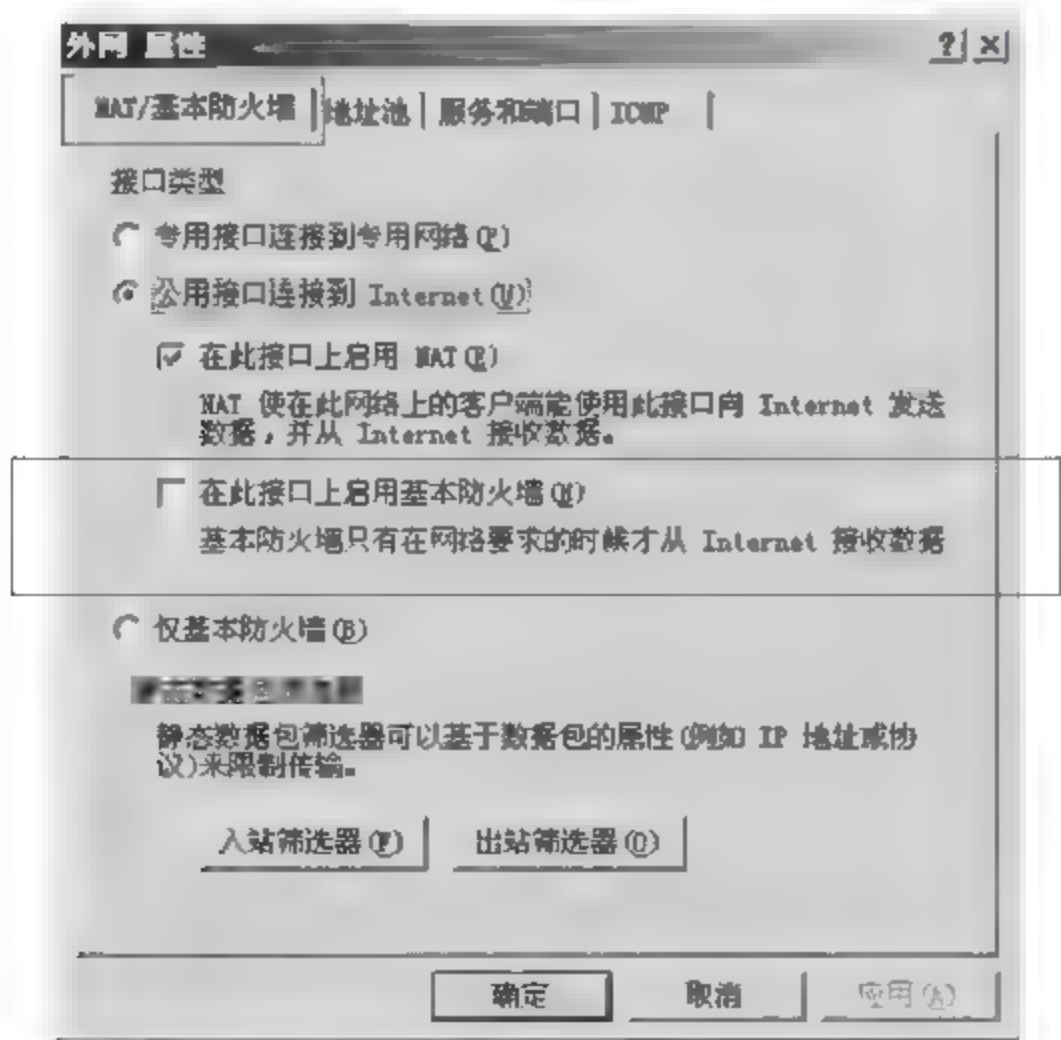 外网 属性
NAT/基本防火墙 地址池 服务和端口 ICMP
接口类型
专用接口连接到专用网络(P)
公用接口连接到 Internet(U)
在此接口上启用 NAT(E)
NAT 使在此网络上的客户端能使用此接口向 Internet 发送
数据，并从 Internet 接收数据。
在此接口上启用基本防火墙(N)
基本防火墙只有在网络要求的时候才从 Internet 接收数据
仅基本防火墙(B)
静态数据包筛选器可以基于数据包的属性(例如 IP 地址或协
议)来限制传输。
入站筛选器(F) 出站筛选器(O)
确定 取消 应用(A)